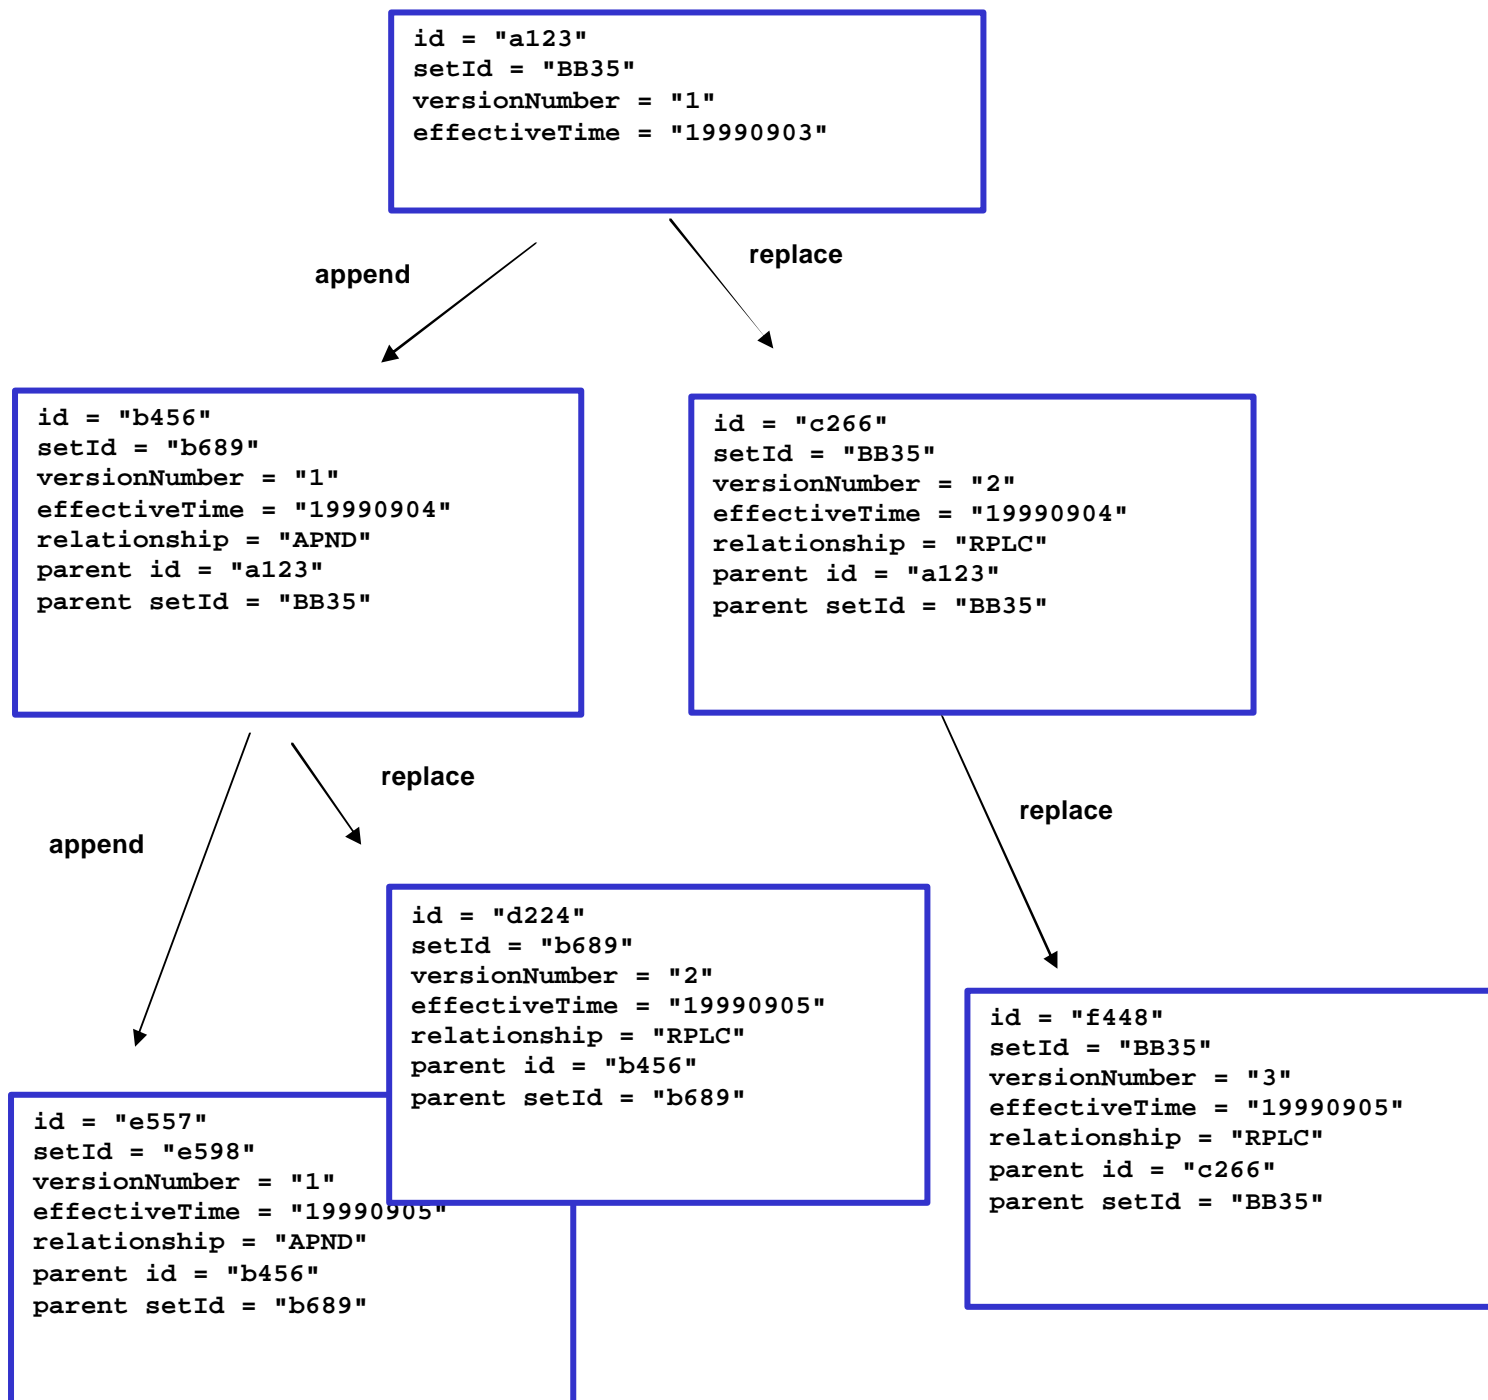 id = "a123"
setId = "BB35"
versionNumber = "1"
effectiveTime = "19990903"
append
replace
id = "b456"
setId = "b689"
versionNumber = "1"
effectiveTime = "19990904"
relationship = "APND"
parent id = "a123"
parent setId = "BB35"
id = "c266"
setId = "BB35"
versionNumber = "2"
effectiveTime = "19990904"
relationship = "RPLC"
parent id = "a123"
parent setId = "BB35"
append
replace
replace
id = "e557"
setId = "e598"
versionNumber = "1"
effectiveTime = "19990905"
relationship = "APND"
parent id = "b456"
parent setId = "b689"
id = "d224"
setId = "b689"
versionNumber = "2"
effectiveTime = "19990905"
relationship = "RPLC"
parent id = "b456"
parent setId = "b689"
id = "f448"
setId = "BB35"
versionNumber = "3"
effectiveTime = "19990905"
relationship = "RPLC"
parent id = "c266"
parent setId = "BB35"